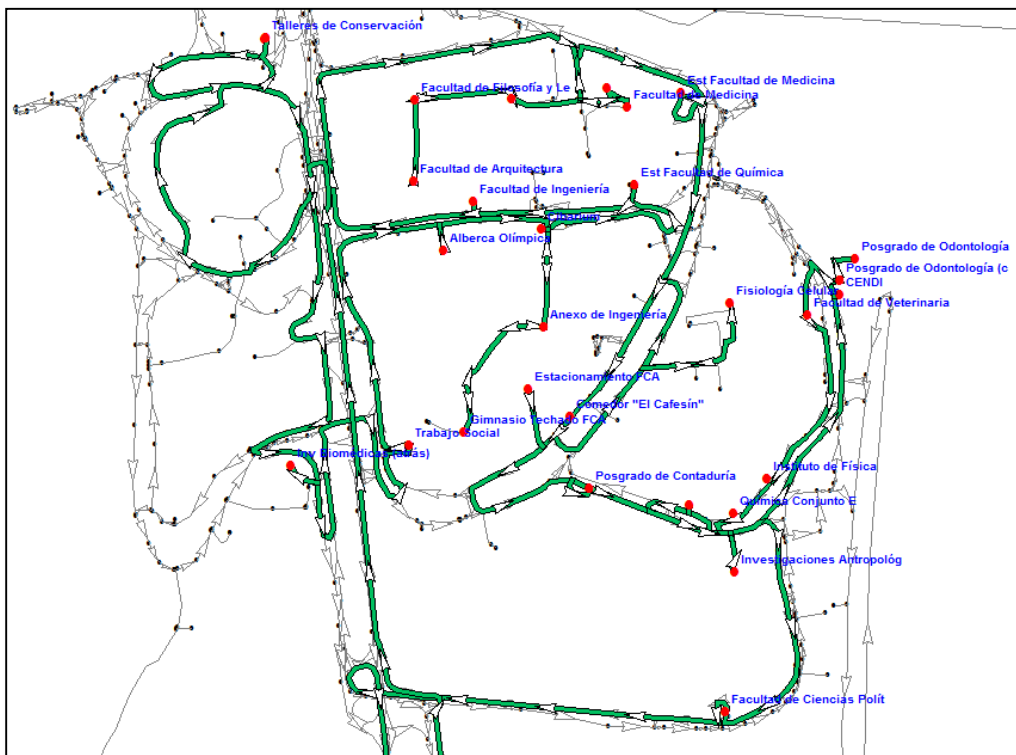 Talleres de Conservación
Est Facultad de Medicina
Facultad de Filosofía y Le
Facultad de Medicina
Facultad de Arquitectura
Est Facultad de Química
Facultad de Ingeniería
Alberca Olímpica
Posgrado de Odontología
Posgrado de Odontología (c
CENDI
Fisiología Celular
Facultad de Veterinaria
Anexo de Ingeniería
Estacionamiento FCA
Comedor "El Cafesín"
Gimnasio Techado FCA
Trabajo Social
Inv Biomédicas (atrás)
Instituto de Física
Posgrado de Contaduría
Química Conjunto E
Investigaciones Antropológ
Facultad de Ciencias Polít